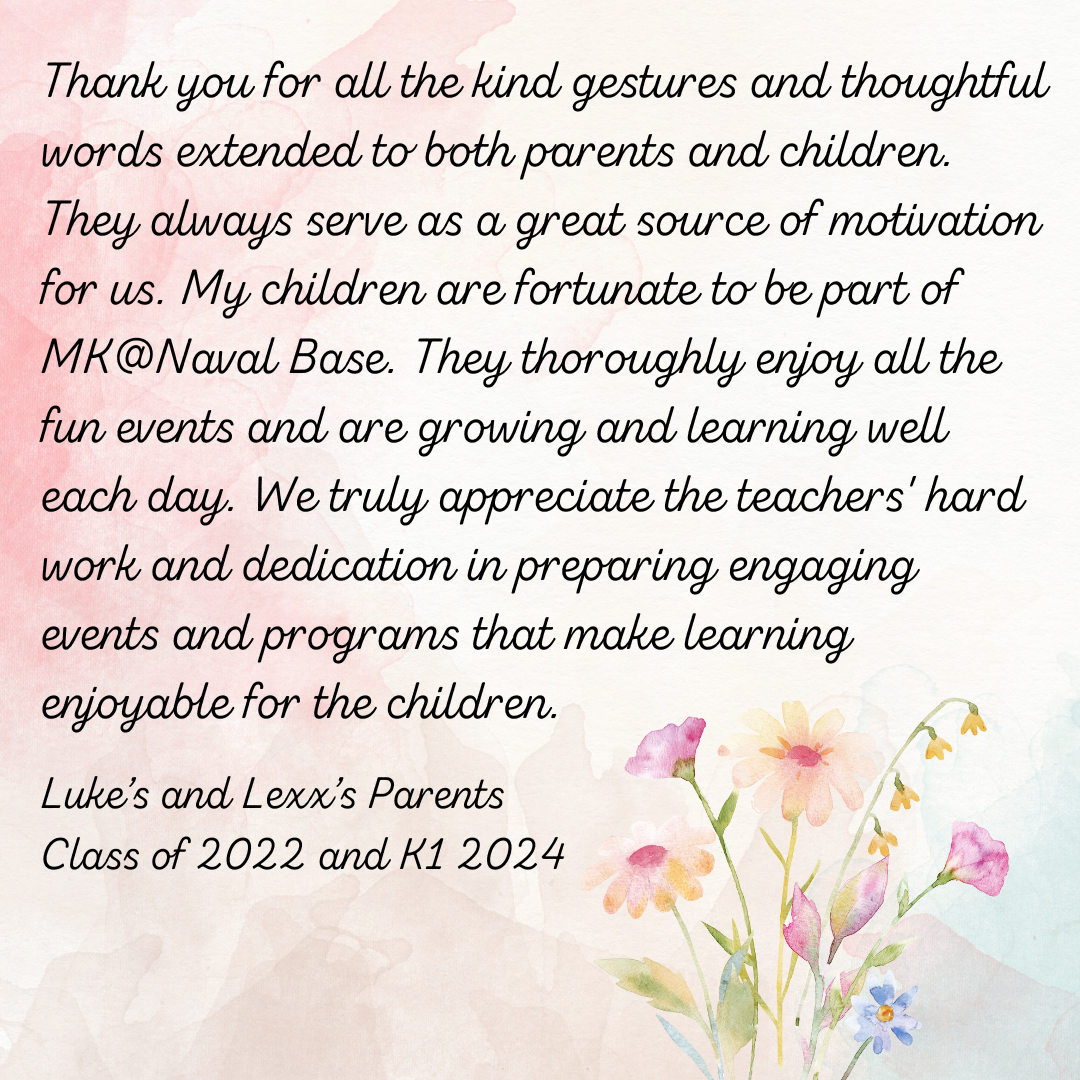 Thank you for all the kind gestures and thoughtful
words extended to both parents and children.
They always serve as a great source of motivation
for us. My children are fortunate to be part of
MK@Naval Base. They thoroughly enjoy all the
fun events and are growing and learning well
each day. We truly appreciate the teachers' hard
work and dedication in preparing engaging
events and programs that make learning
enjoyable for the children.
Luke’s and Lexx’s Parents
Class of 2022 and K1 2024